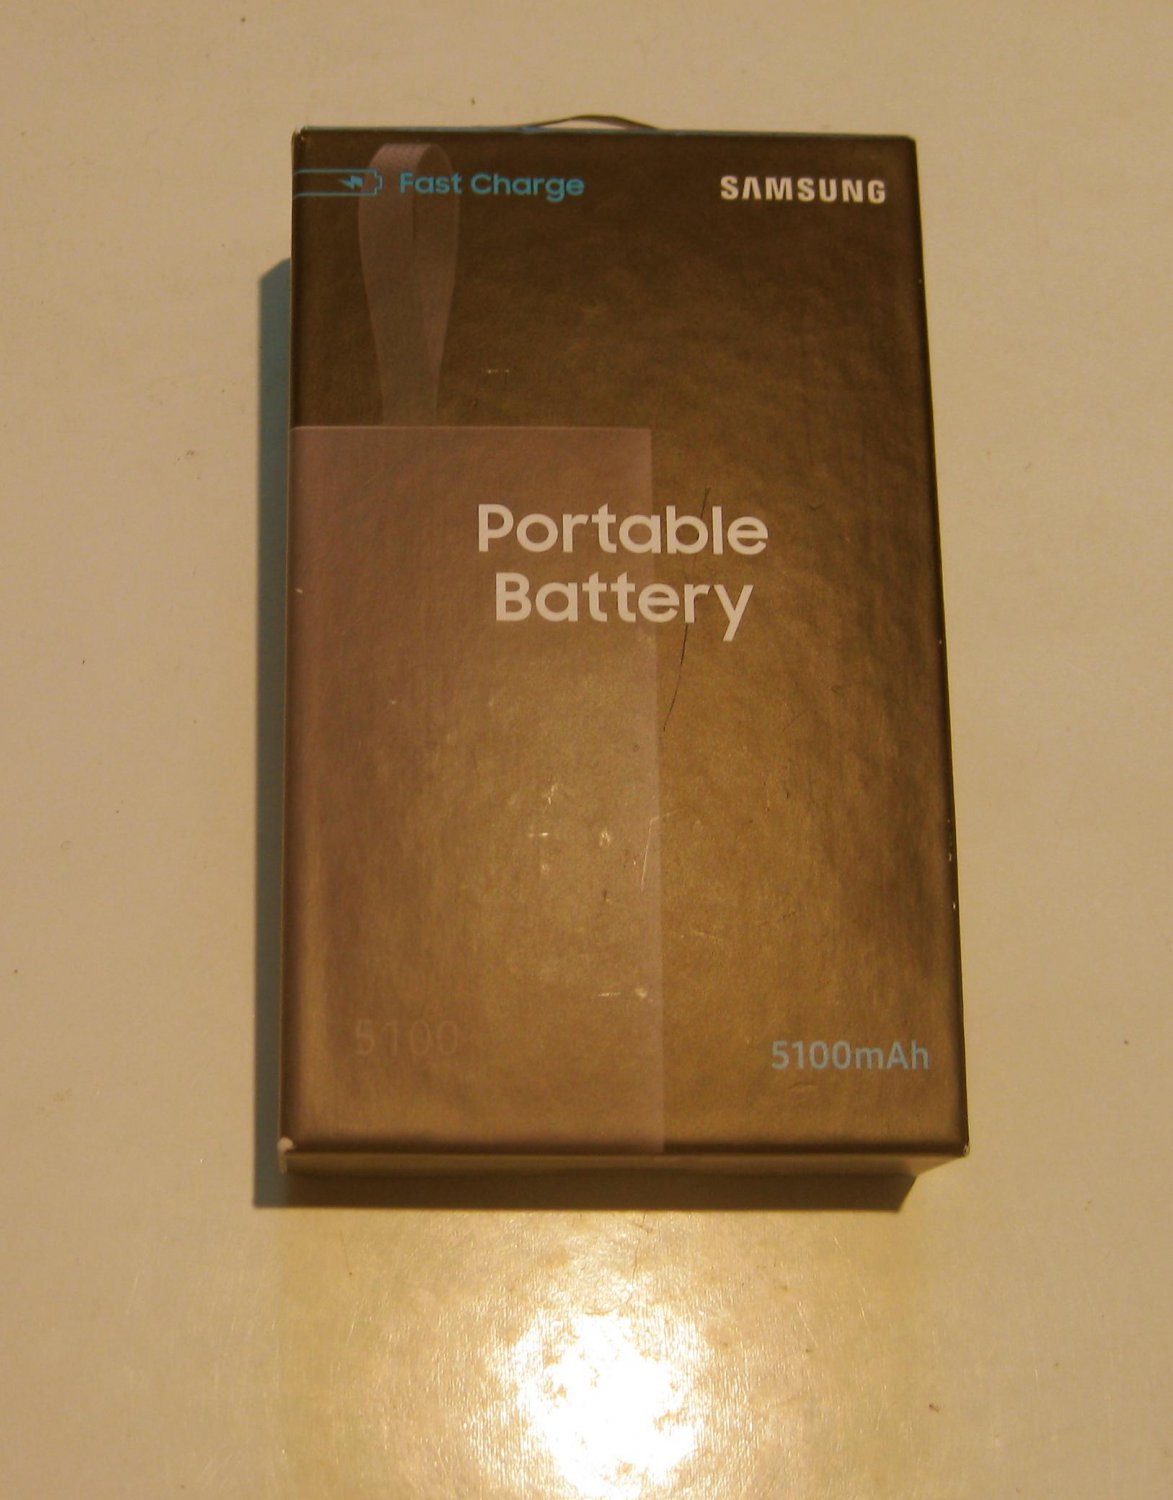 Fast Charge
SAMSUNG
Portable
Battery
5100
5100mAh